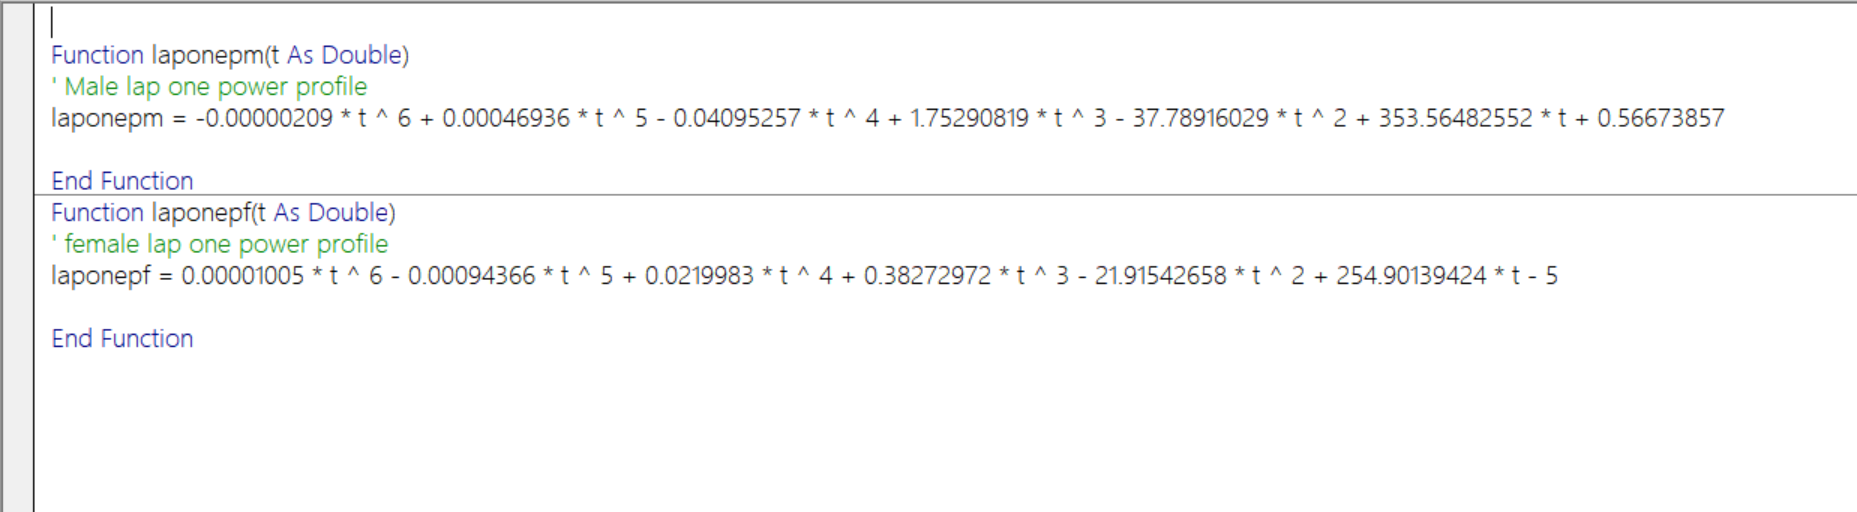 Function laponepm(t As Double)
' Male lap one power profile
laponepm = -0.00000209 * t ^ 6 + 0.00046936 * t ^ 5 - 0.04095257 * t ^ 4 + 1.75290819 * t ^ 3 - 37.78916029 * t ^ 2 + 353.56482552 * t + 0.56673857
End Function
Function laponepf(t As Double)
' female lap one power profile
laponepf = 0.00001005 * t ^ 6 - 0.00094366 * t ^ 5 + 0.0219983 * t ^ 4 + 0.38272972 * t ^ 3 - 21.91542658 * t ^ 2 + 254.90139424 * t - 5
End Function